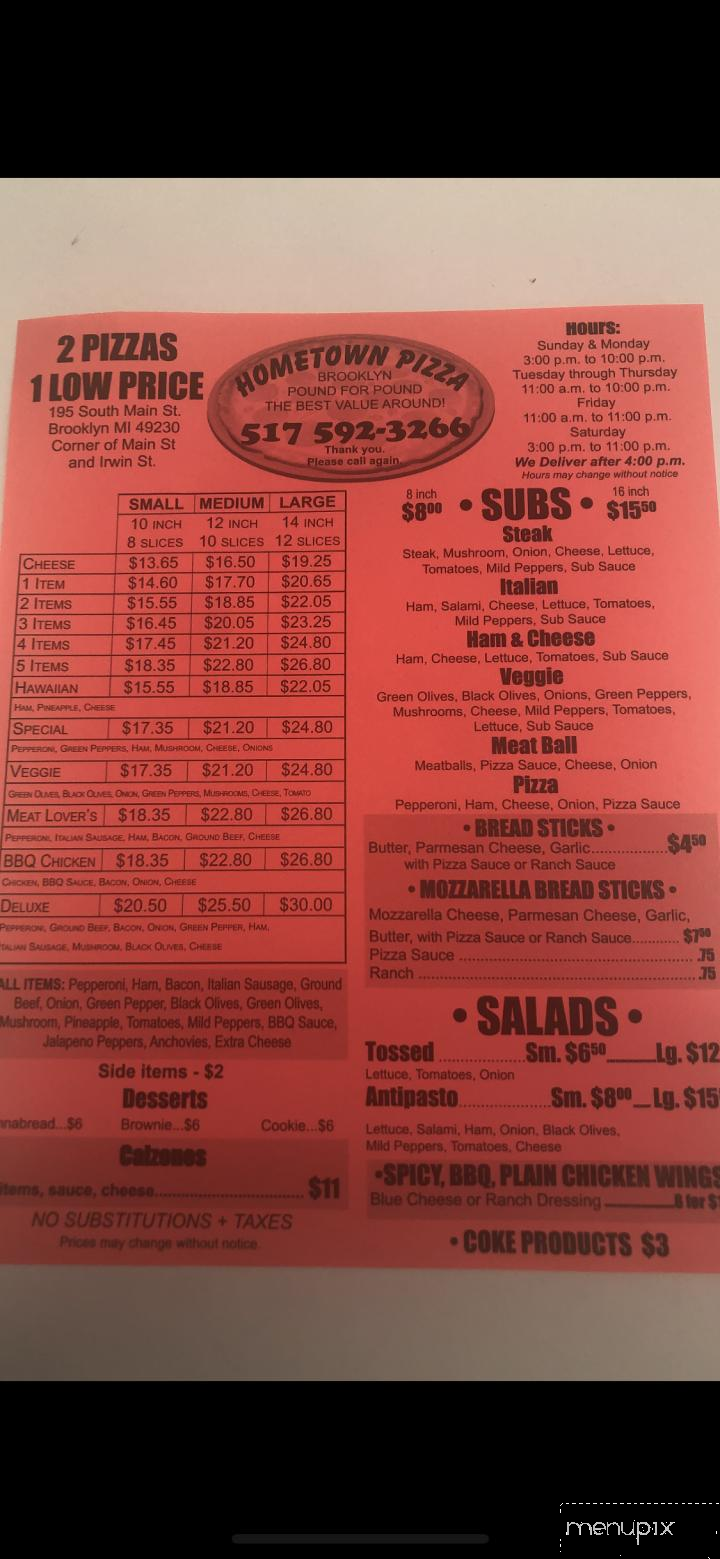 2 PIZZAS
1 LOW PRICE
195 South Main St.
Brooklyn MI 49230
Corner of Main St
and Irwin St.
HOMETOWN PIZZA
BROOKLYN
POUND FOR POUND
THE BEST VALUE AROUND!
517 592-3266
Thank you.
Please call again.
Hours:
Sunday & Monday
3:00 p.m. to 10:00 p.m.
Tuesday through Thursday
11:00 a.m. to 10:00 p.m.
Friday
11:00 a.m. to 11:00 p.m.
Saturday
3:00 p.m. to 11:00 p.m.
We Deliver after 4:00 p.m.
Hours may change without notice
SMALL MEDIUM LARGE
10 INCH 12 INCH 14 INCH
8 SLICES 10 SLICES 12 SLICES
CHEESE $13.65 $16.50 $19.25
1 ITEM $14.60 $17.70 $20.65
2 ITEMS $15.55 $18.85 $22.05
3 ITEMS $16.45 $20.05 $23.25
4 ITEMS $17.45 $21.20 $24.80
5 ITEMS $18.35 $22.80 $26.80
HAWAIIAN $15.55 $18.85 $22.05
HAM, PINEAPPLE, CHEESE
SPECIAL $17.35 $21.20 $24.80
PEPPERONI, GREEN PEPPERS, HAM, MUSHROOM, CHEESE, ONIONS
VEGGIE $17.35 $21.20 $24.80
GREEN OLIVES, BLACK OLIVES, ONION, GREEN PEPPERS, MUSHROOMS, CHEESE, TOMATO
MEAT LOVER'S $18.35 $22.80 $26.80
PEPPERONI, ITALIAN SAUSAGE, HAM, BACON, GROUND BEEF, CHEESE
BBQ CHICKEN $18.35 $22.80 $26.80
CHICKEN, BBQ SAUCE, BACON, ONION, CHEESE
DELUXE $20.50 $25.50 $30.00
PEPPERONI, GROUND BEEF, BACON, ONION, GREEN PEPPER, HAM,
ITALIAN SAUSAGE, MUSHROOM, BLACK OLIVES, CHEESE
ALL ITEMS: Pepperoni, Ham, Bacon, Italian Sausage, Ground
Beef, Onion, Green Pepper, Black Olives, Green Olives,
Mushroom, Pineapple, Tomatoes, Mild Peppers, BBQ Sauce,
Jalapeno Peppers, Anchovies, Extra Cheese
Side items - $2
Desserts
nnabread...$6 Brownie...$6 Cookie...$6
Calzones
items, sauce, cheese.............................. $11
NO SUBSTITUTIONS + TAXES
Prices may change without notice.
8 inch 16 inch
$8.00 • SUBS • $15.50
Steak
Steak, Mushroom, Onion, Cheese, Lettuce,
Tomatoes, Mild Peppers, Sub Sauce
Italian
Ham, Salami, Cheese, Lettuce, Tomatoes,
Mild Peppers, Sub Sauce
Ham & Cheese
Ham, Cheese, Lettuce, Tomatoes, Sub Sauce
Veggie
Green Olives, Black Olives, Onions, Green Peppers,
Mushrooms, Cheese, Mild Peppers, Tomatoes,
Lettuce, Sub Sauce
Meat Ball
Meatballs, Pizza Sauce, Cheese, Onion
Pizza
Pepperoni, Ham, Cheese, Onion, Pizza Sauce
• BREAD STICKS •
Butter, Parmesan Cheese, Garlic.................$4.50
with Pizza Sauce or Ranch Sauce
• MOZZARELLA BREAD STICKS •
Mozzarella Cheese, Parmesan Cheese, Garlic,
Butter, with Pizza Sauce or Ranch Sauce........... $7.50
Pizza Sauce .......................................................... .75
Ranch .................................................................. .75
• SALADS •
Tossed ....................Sm. $6.50........Lg. $12
Lettuce, Tomatoes, Onion
Antipasto.....................Sm. $8.00...Lg. $15
Lettuce, Salami, Ham, Onion, Black Olives,
Mild Peppers, Tomatoes, Cheese
•SPICY, BBQ, PLAIN CHICKEN WINGS
Blue Cheese or Ranch Dressing ..............for
• COKE PRODUCTS $3
menupix